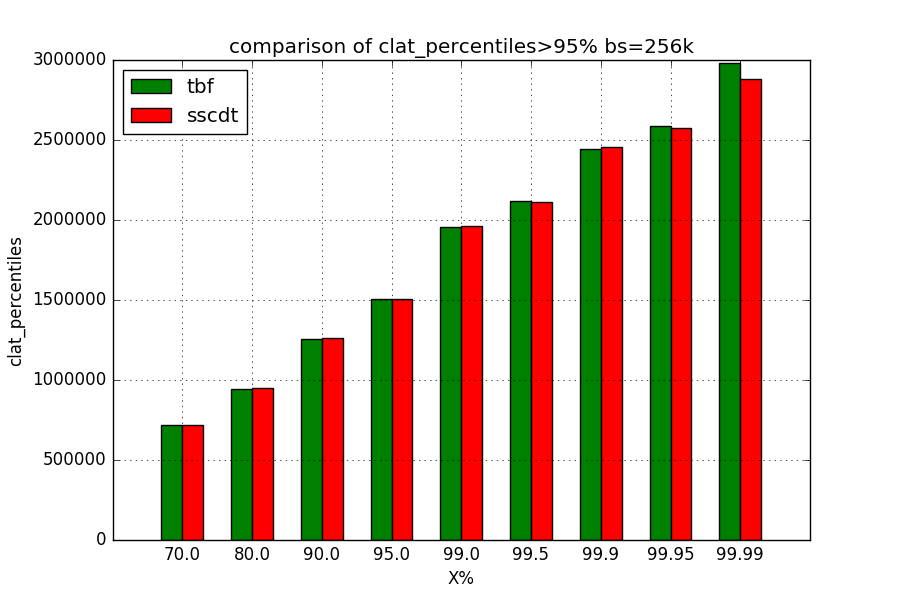 comparison of clat_percentiles>95% bs=256k
tbf
sscdt
3000000
2500000
2000000
1500000
1000000
500000
0
clat_percentiles
70.0 80.0 90.0 95.0 99.0 99.5 99.9 99.95 99.99
X%